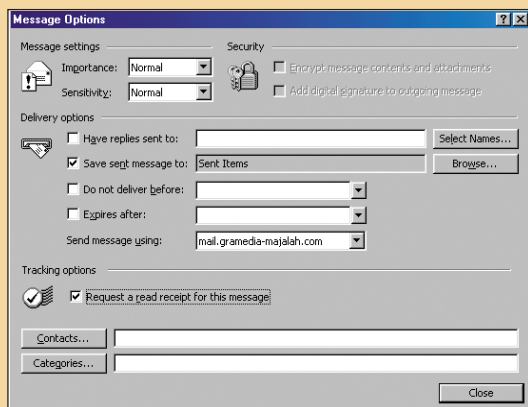 Message Options
Message settings
Security
Importance: Normal
Sensitivity: Normal
Encrypt message contents and attachments
Add digital signature to outgoing message
Delivery options
Have replies sent to:
Select Names...
Save sent message to: Sent Items
Browse...
Do not deliver before:
Expires after:
Send message using: mail.gramedia-majalah.com
Tracking options
Request a read receipt for this message
Contacts...
Categories...
Close